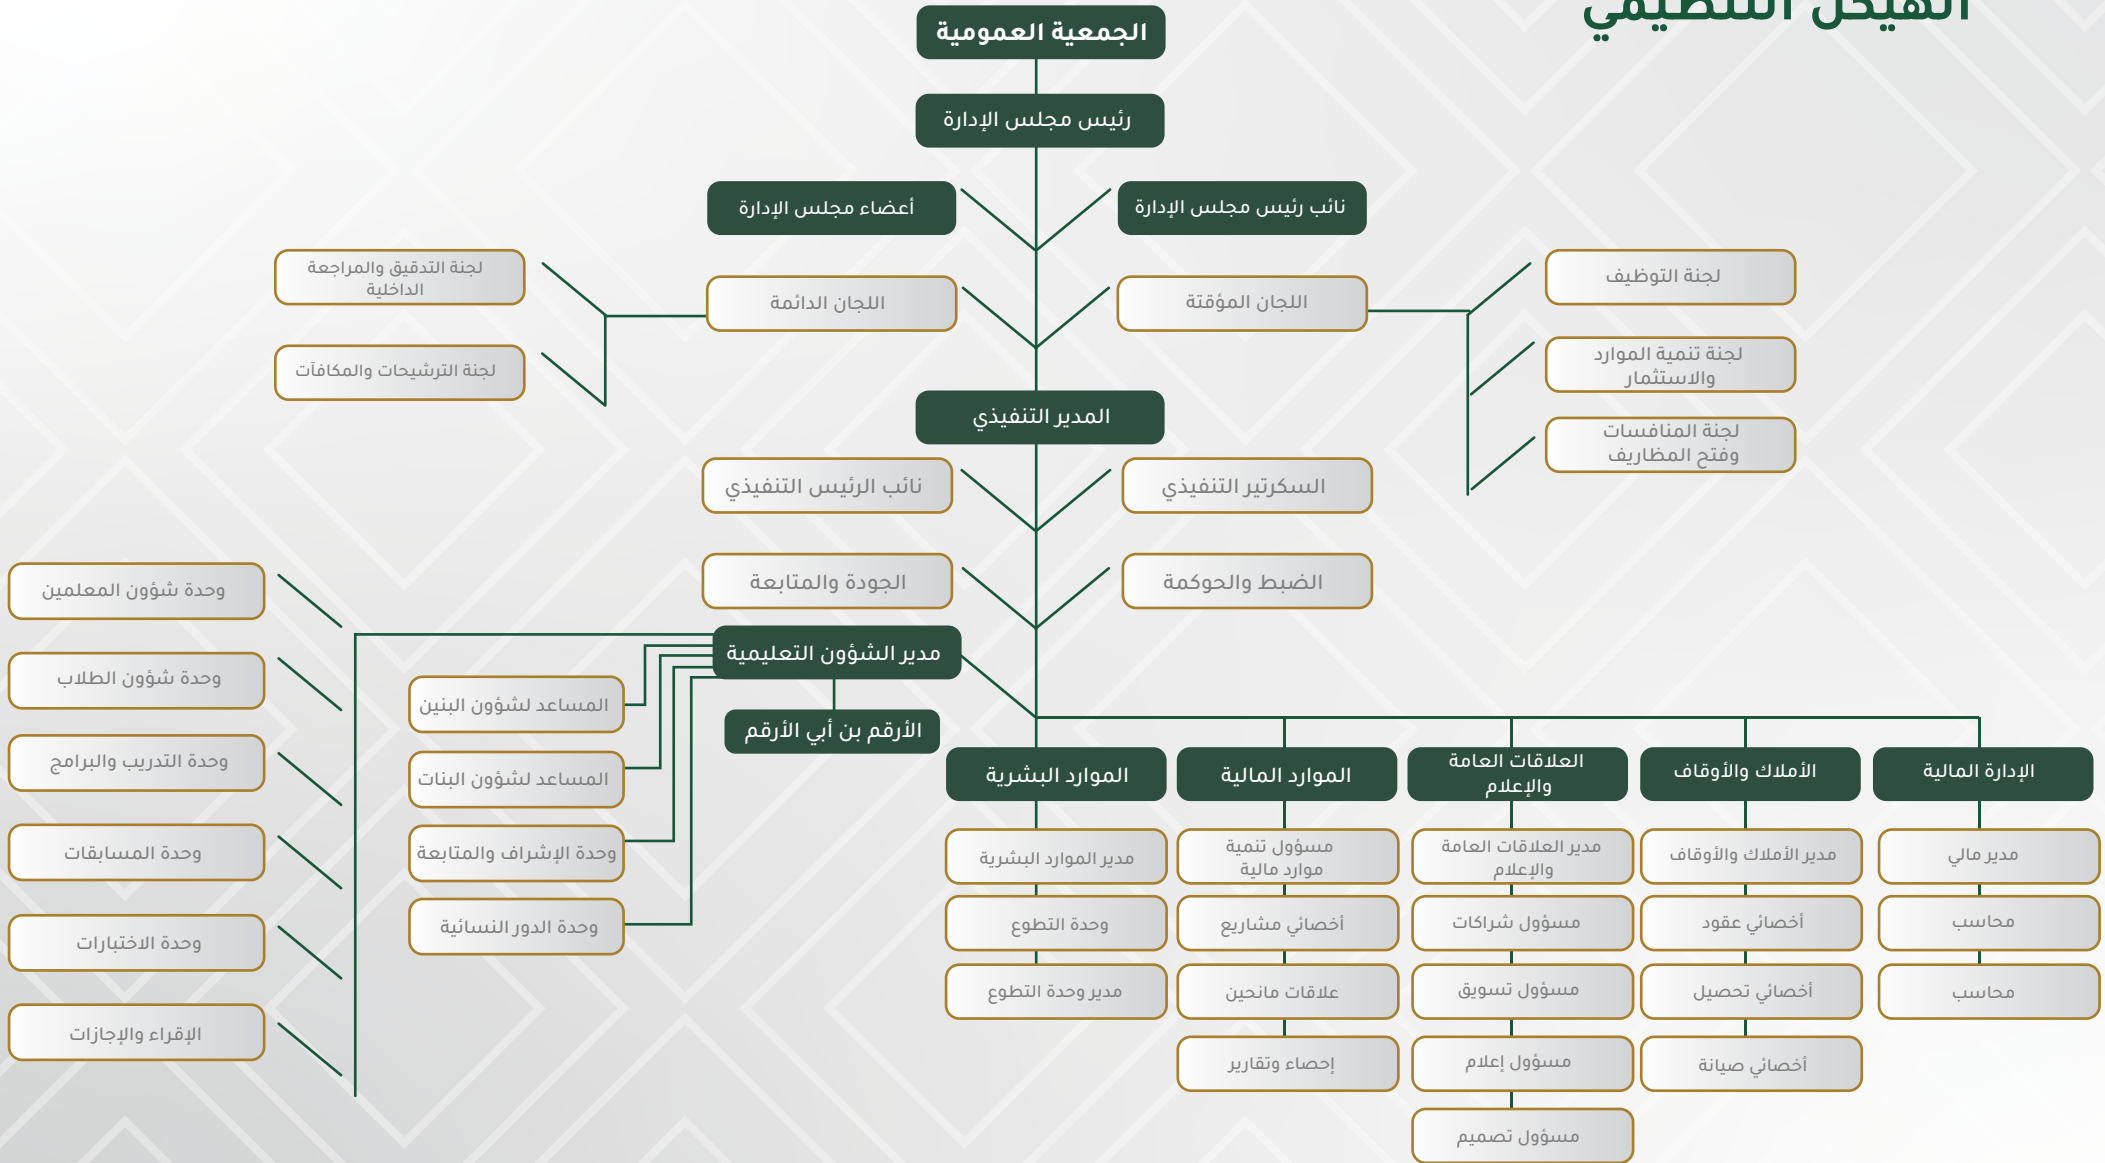 الهيكل التنظيمي
الجمعية العمومية
رئيس مجلس الإدارة
نائب رئيس مجلس الإدارة
أعضاء مجلس الإدارة
اللجان المؤقتة
لجنة التوظيف
لجنة تنمية الموارد
والاستثمار
لجنة المنافسات
وفتح المظاريف
اللجان الدائمة
لجنة التدقيق والمراجعة
الداخلية
لجنة الترشيحات والمكافآت
المدير التنفيذي
السكرتير التنفيذي
نائب الرئيس التنفيذي
الضبط والحوكمة
الجودة والمتابعة
مدير الشؤون التعليمية
الأرقم بن أبي الأرقم
المساعد لشؤون البنين
المساعد لشؤون البنات
وحدة الإشراف والمتابعة
وحدة الدور النسائية
وحدة شؤون المعلمين
وحدة شؤون الطلاب
وحدة التدريب والبرامج
وحدة المسابقات
وحدة الاختبارات
الإقراء والإجازات
الإدارة المالية
مدير مالي
محاسب
محاسب
الأملاك والأوقاف
مدير الأملاك والأوقاف
أخصائي عقود
أخصائي تحصيل
أخصائي صيانة
العلاقات العامة
والإعلام
مدير العلاقات العامة
والإعلام
مسؤول شراكات
مسؤول تسويق
مسؤول إعلام
مسؤول تصميم
الموارد المالية
مسؤول تنمية
موارد مالية
أخصائي مشاريع
علاقات مانحين
إحصاء وتقارير
الموارد البشرية
مدير الموارد البشرية
وحدة التطوع
مدير وحدة التطوع